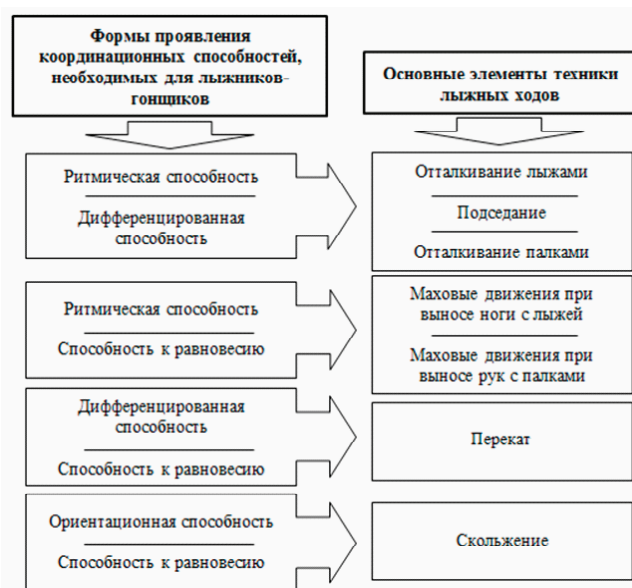 Формы проявления
координационных способностей,
необходимых для лыжников-
гонщиков
Основные элементы техники
лыжных ходов
Ритмическая способность
Дифференцированная
способность
Отталкивание лыжами
Подседание
Отталкивание палками
Ритмическая способность
Способность к равновесию
Маховые движения при
выносе ноги с лыжей
Маховые движения при
выносе рук с палками
Дифференцированная
способность
Способность к равновесию
Перекат
Ориентационная способность
Способность к равновесию
Скольжение